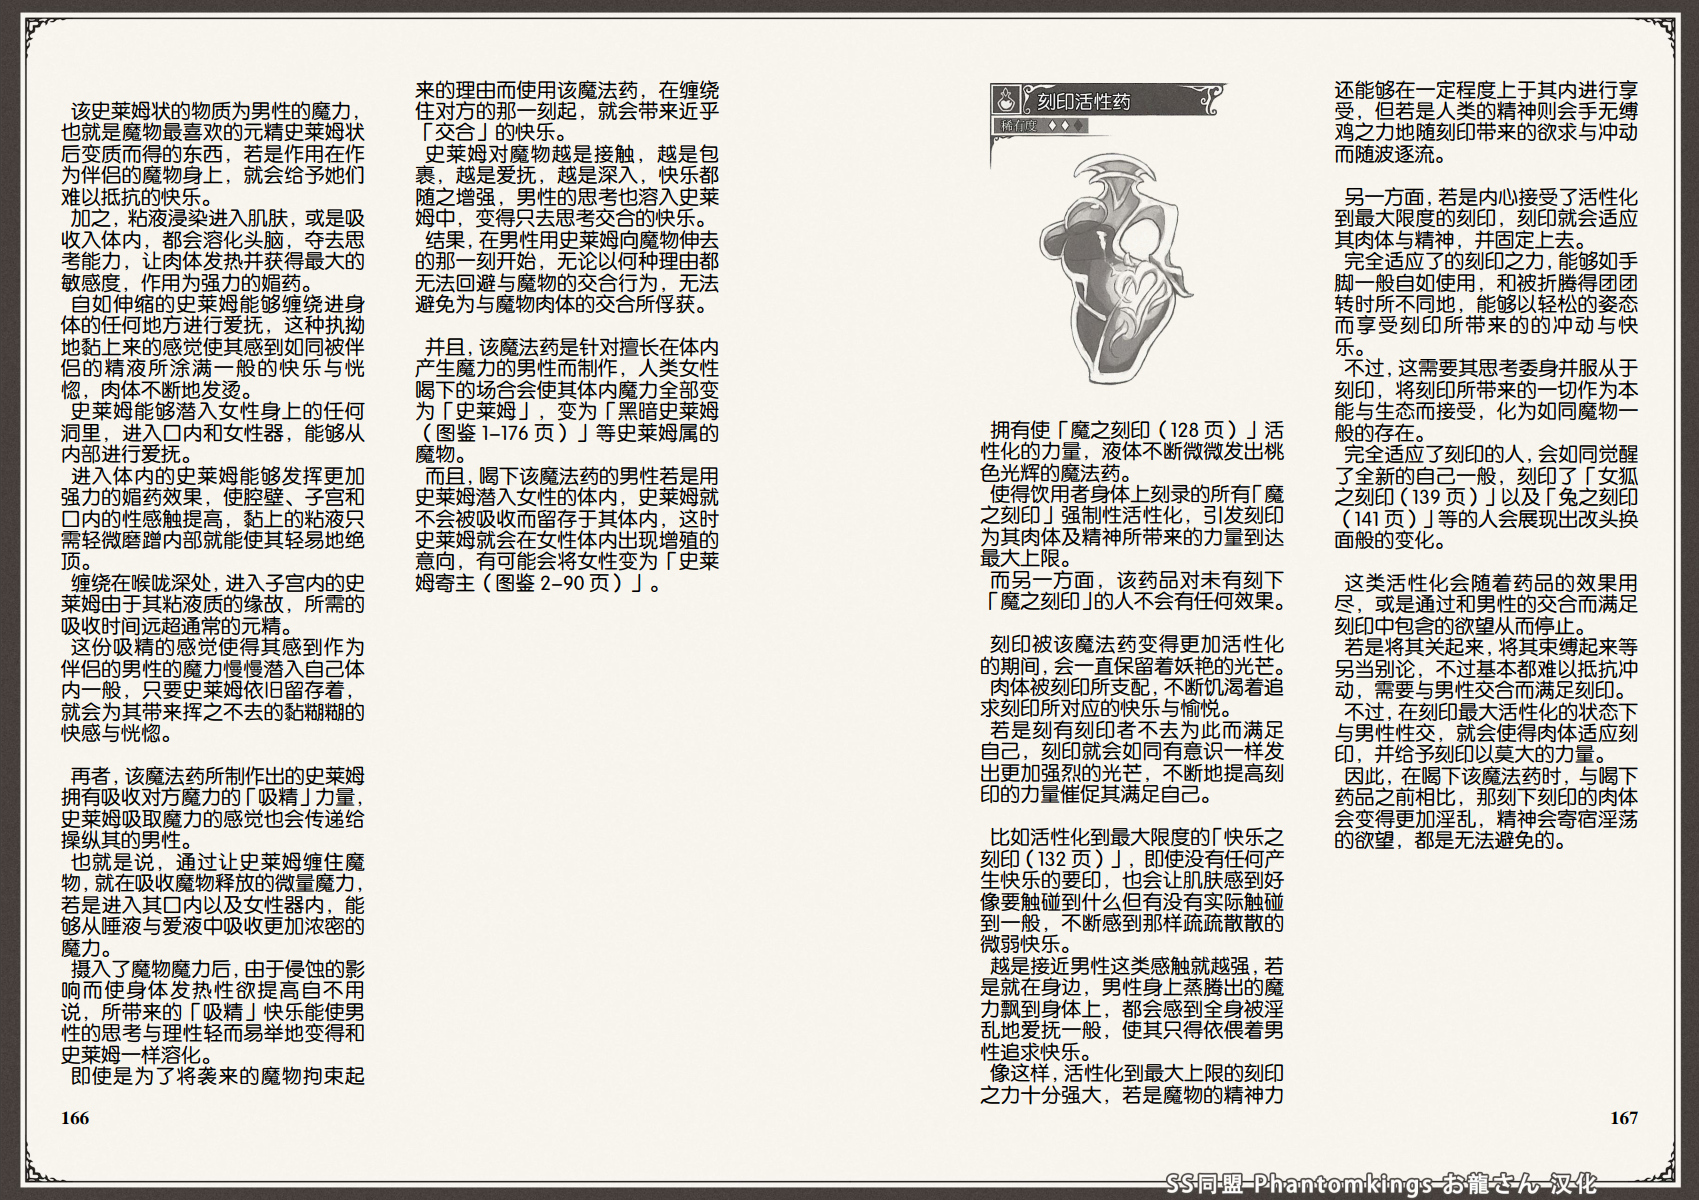 该史莱姆状的物质为男性的魔力，
也就是魔物最喜欢的元精史莱姆状
后变质而得的东西，若是作用在作
为伴侣的魔物身上，就会给予她们
难以抵抗的快乐。
加之，粘液浸染进入肌肤，或是吸
收入体内，都会溶化头脑，夺去思
考能力，让肉体发热并获得最大的
敏感度，作用为强力的媚药。
自如伸缩的史莱姆能够缠绕进身
体的任何地方进行爱抚，这种执拗
地黏上来的感觉使其感到如同被伴
侣的精液所涂满一般的快乐与恍
惚，肉体不断地发烫。
史莱姆能够潜入女性身上的任何
洞里，进入口内和女性器，能够从
内部进行爱抚。
进入体内的史莱姆能够发挥更加
强力的媚药效果，使腔壁、子宫和
口内的性感触提高，黏上的粘液只
需轻微磨蹭内部就能使其轻易地绝
顶。
缠绕在喉咙深处，进入子宫内的史
莱姆由于其粘液质的缘故，所需的
吸收时间远超通常的元精。
这份吸精的感觉使得其感到作为
伴侣的男性的魔力慢慢潜入自己体
内一般，只要史莱姆依旧留存着，
就会为其带来挥之不去的黏糊糊的
快感与恍惚。
再者，该魔法药所制作出的史莱姆
拥有吸收对方魔力的「吸精」力量，
史莱姆吸取魔力的感觉也会传递给
操纵其的男性。
也就是说，通过让史莱姆缠住魔
物，就在吸收魔物释放的微量魔力，
若是进入其口内以及女性器内，能
够从唾液与爱液中吸收更加浓密的
魔力。
摄入了魔物魔力后，由于侵蚀的影
响而使身体发热性欲提高自不用
说，所带来的「吸精」快乐能使男
性的思考与理性轻而易举地变得和
史莱姆一样溶化。
即使是为了将袭来的魔物拘束起
166
来的理由而使用该魔法药，在缠绕
住对方的那一刻起，就会带来近乎
「交合」的快乐。
史莱姆对魔物越是接触，越是包
裹，越是爱抚，越是深入，快乐都
随之增强，男性的思考也溶入史莱
姆中，变得只去思考交合的快乐。
结果，在男性用史莱姆向魔物伸去
的那一刻开始，无论以何种理由都
无法回避与魔物的交合行为，无法
避免为与魔物肉体的交合所俘获。
并且，该魔法药是针对擅长在体内
产生魔力的男性而制作，人类女性
喝下的场合会使其体内魔力全部变
为「史莱姆」，变为「黑暗史莱姆
（图鉴 1–176 页）」等史莱姆属的
魔物。
而且，喝下该魔法药的男性若是用
史莱姆潜入女性的体内，史莱姆就
不会被吸收而留存于其体内，这时
史莱姆就会在女性体内出现增殖的
意向，有可能会将女性变为「史莱
姆寄主（图鉴 2–90 页）」。
刻印活性药
稀有度
拥有使「魔之刻印（128 页）」活
性化的力量，液体不断微微发出桃
色光辉的魔法药。
使得饮用者身体上刻录的所有「魔
之刻印」强制性活性化，引发刻印
为其肉体及精神所带来的力量到达
最大上限。
而另一方面，该药品对未有刻下
「魔之刻印」的人不会有任何效果。
刻印被该魔法药变得更加活性化
的期间，会一直保留着妖艳的光芒。
肉体被刻印所支配，不断饥渴着追
求刻印所对应的快乐与愉悦。
若是刻有刻印者不去为此而满足
自己，刻印就会如同有意识一样发
出更加强烈的光芒，不断地提高刻
印的力量催促其满足自己。
比如活性化到最大限度的「快乐之
刻印（132 页）」，即使没有任何产
生快乐的要印，也会让肌肤感到好
像要触碰到什么但有没有实际触碰
到一般，不断感到那样疏疏散散的
微弱快乐。
越是接近男性这类感触就越强，若
是就在身边，男性身上蒸腾出的魔
力飘到身体上，都会感到全身被淫
乱地爱抚一般，使其只得依偎着男
性追求快乐。
像这样，活性化到最大上限的刻印
之力十分强大，若是魔物的精神力
还能够在一定程度上于其内进行享
受，但若是人类的精神则会手无缚
鸡之力地随刻印带来的欲求与冲动
而随波逐流。
另一方面，若是内心接受了活性化
到最大限度的刻印，刻印就会适应
其肉体与精神，并固定上去。
完全适应了的刻印之力，能够如手
脚一般自如使用，和被折腾得团团
转时所不同地，能够以轻松的姿态
而享受刻印所带来的的冲动与快
乐。
不过，这需要其思考委身并服从于
刻印，将刻印所带来的一切作为本
能与生态而接受，化为如同魔物一
般的存在。
完全适应了刻印的人，会如同觉醒
了全新的自己一般，刻印了「女狐
之刻印（139 页）」以及「兔之刻印
（141 页）」等的人会展现出改头换
面般的变化。
这类活性化会随着药品的效果用
尽，或是通过和男性的交合而满足
刻印中包含的欲望从而停止。
若是将其关起来，将其束缚起来等
另当别论，不过基本都难以抵抗冲
动，需要与男性交合而满足刻印。
不过，在刻印最大活性化的状态下
与男性性交，就会使得肉体适应刻
印，并给予刻印以莫大的力量。
因此，在喝下该魔法药时，与喝下
药品之前相比，那刻下刻印的肉体
会变得更加淫乱，精神会寄宿淫荡
的欲望，都是无法避免的。
167
SS同盟 Phantomkings お龍さん 汉化